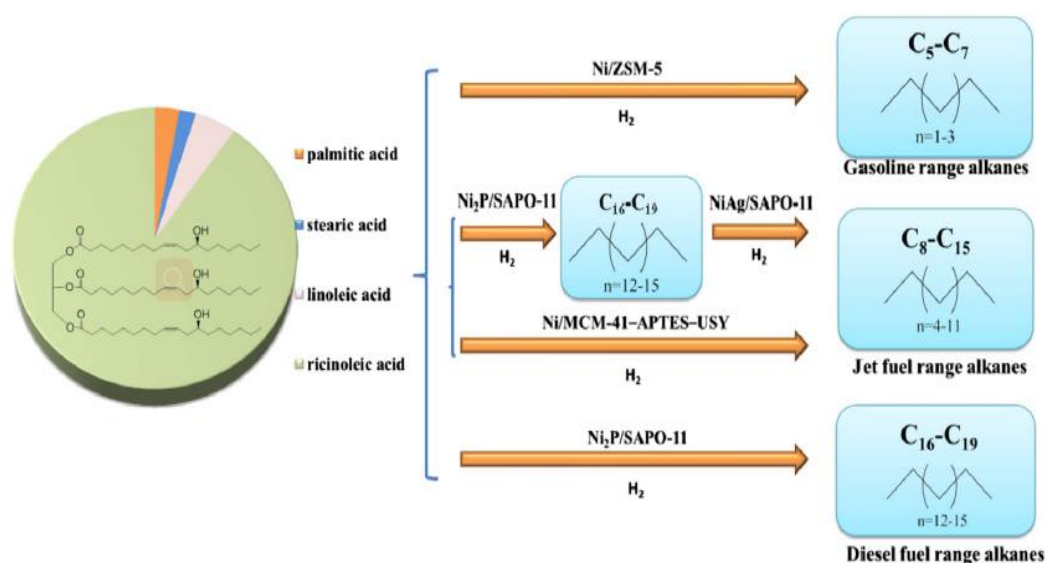 palmitic acid
stearic acid
linoleic acid
ricinoleic acid
O
OH
O
O
OH
O
O
OH
O
Ni/ZSM-5
H₂
C₅-C₇
n=1-3
Gasoline range alkanes
Ni₂P/SAPO-11
H₂
C₁₆-C₁₉
n=12-15
NiAg/SAPO-11
H₂
Ni/MCM-41–APTES–USY
H₂
C₈-C₁₅
n=4-11
Jet fuel range alkanes
Ni₂P/SAPO-11
H₂
C₁₆-C₁₉
n=12-15
Diesel fuel range alkanes